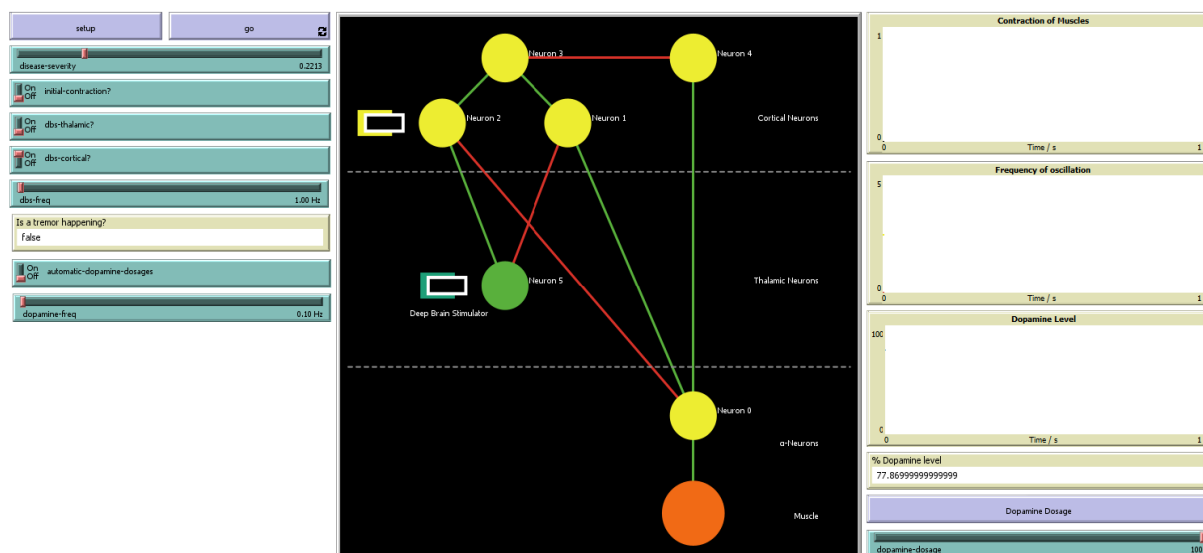 setup
go
disease-severity
0.2213
On
Off
initial-contraction?
On
Off
dbs-thalamic?
On
Off
dbs-cortical?
dbs-freq
1.00 Hz
Is a tremor happening?
false
On
Off
automatic-dopamine-dosages
dopamine-freq
0.10 Hz
Neuron 3
Neuron 4
Neuron 2
Neuron 1
Cortical Neurons
Neuron 5
Thalamic Neurons
Deep Brain Stimulator
Neuron 0
α-Neurons
Muscle
Contraction of Muscles
1
0
0
Time / s
1
Frequency of oscillation
5
0
0
Time / s
1
Dopamine Level
100
0
0
Time / s
1
% Dopamine level
77.86999999999999
Dopamine Dosage
dopamine-dosage
100